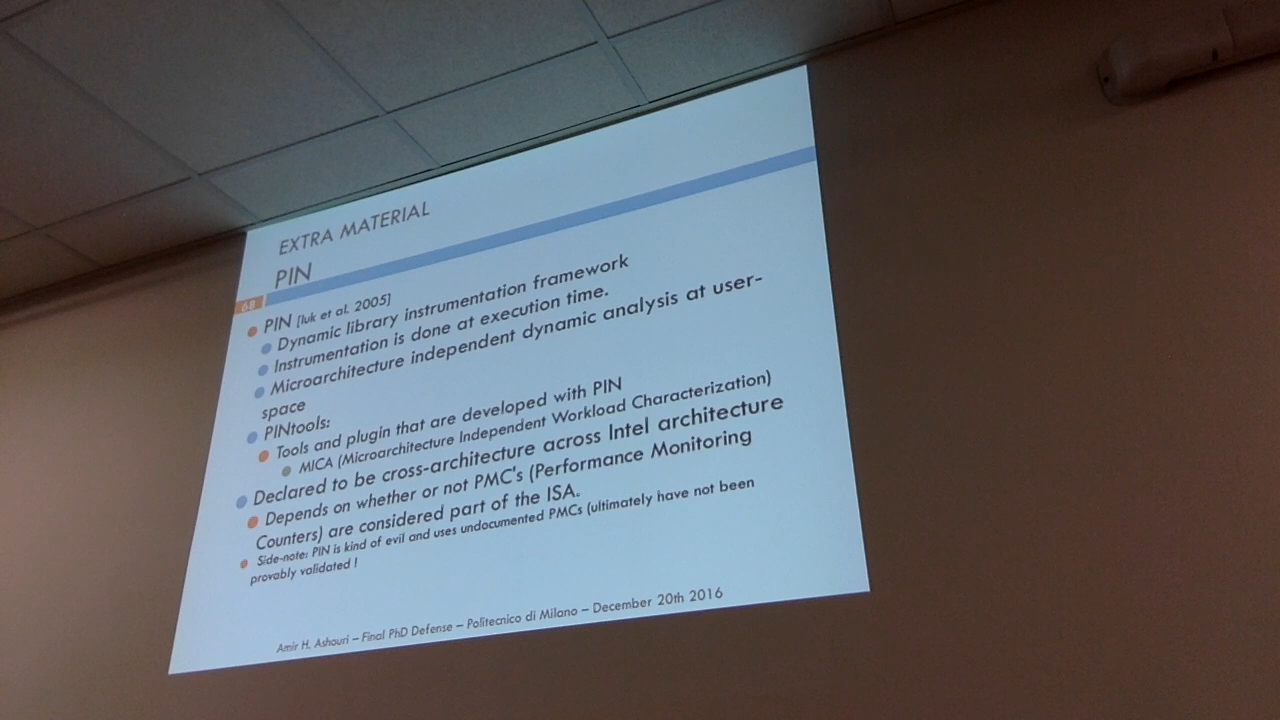 EXTRA MATERIAL
PIN
68
PIN [luk et al. 2005]
Dynamic library instrumentation framework
Instrumentation is done at execution time.
Microarchitecture independent dynamic analysis at user-
space
PINtools:
Tools and plugin that are developed with PIN
MICA (Microarchitecture Independent Workload Characterization)
Declared to be cross-architecture across Intel architecture
Depends on whether or not PMC's (Performance Monitoring
Counters) are considered part of the ISA.
Side-note: PIN is kind of evil and uses undocumented PMCs (ultimately have not been
provably validated !
Amir H. Ashouri – Final PhD Defense – Politecnico di Milano – December 20th 2016